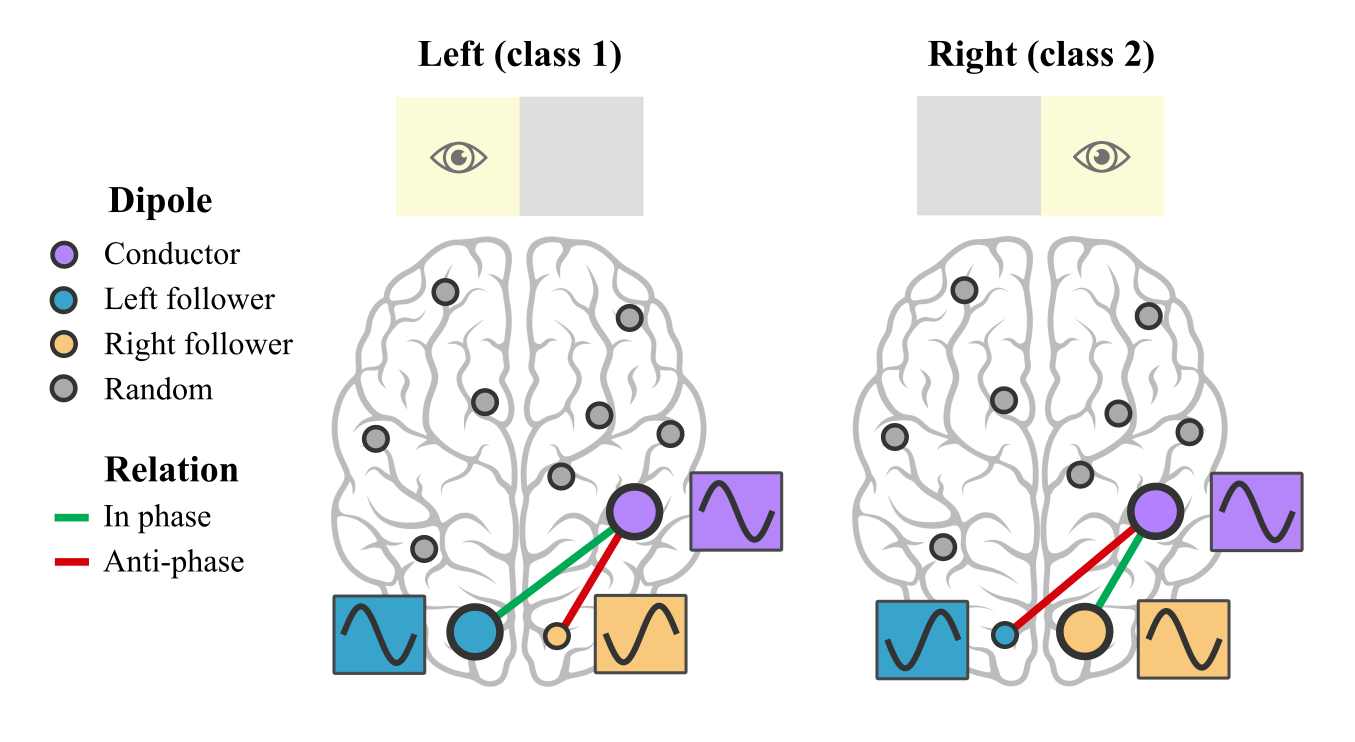 Left (class 1)
Right (class 2)
Dipole
Conductor
Left follower
Right follower
Random
Relation
In phase
Anti-phase